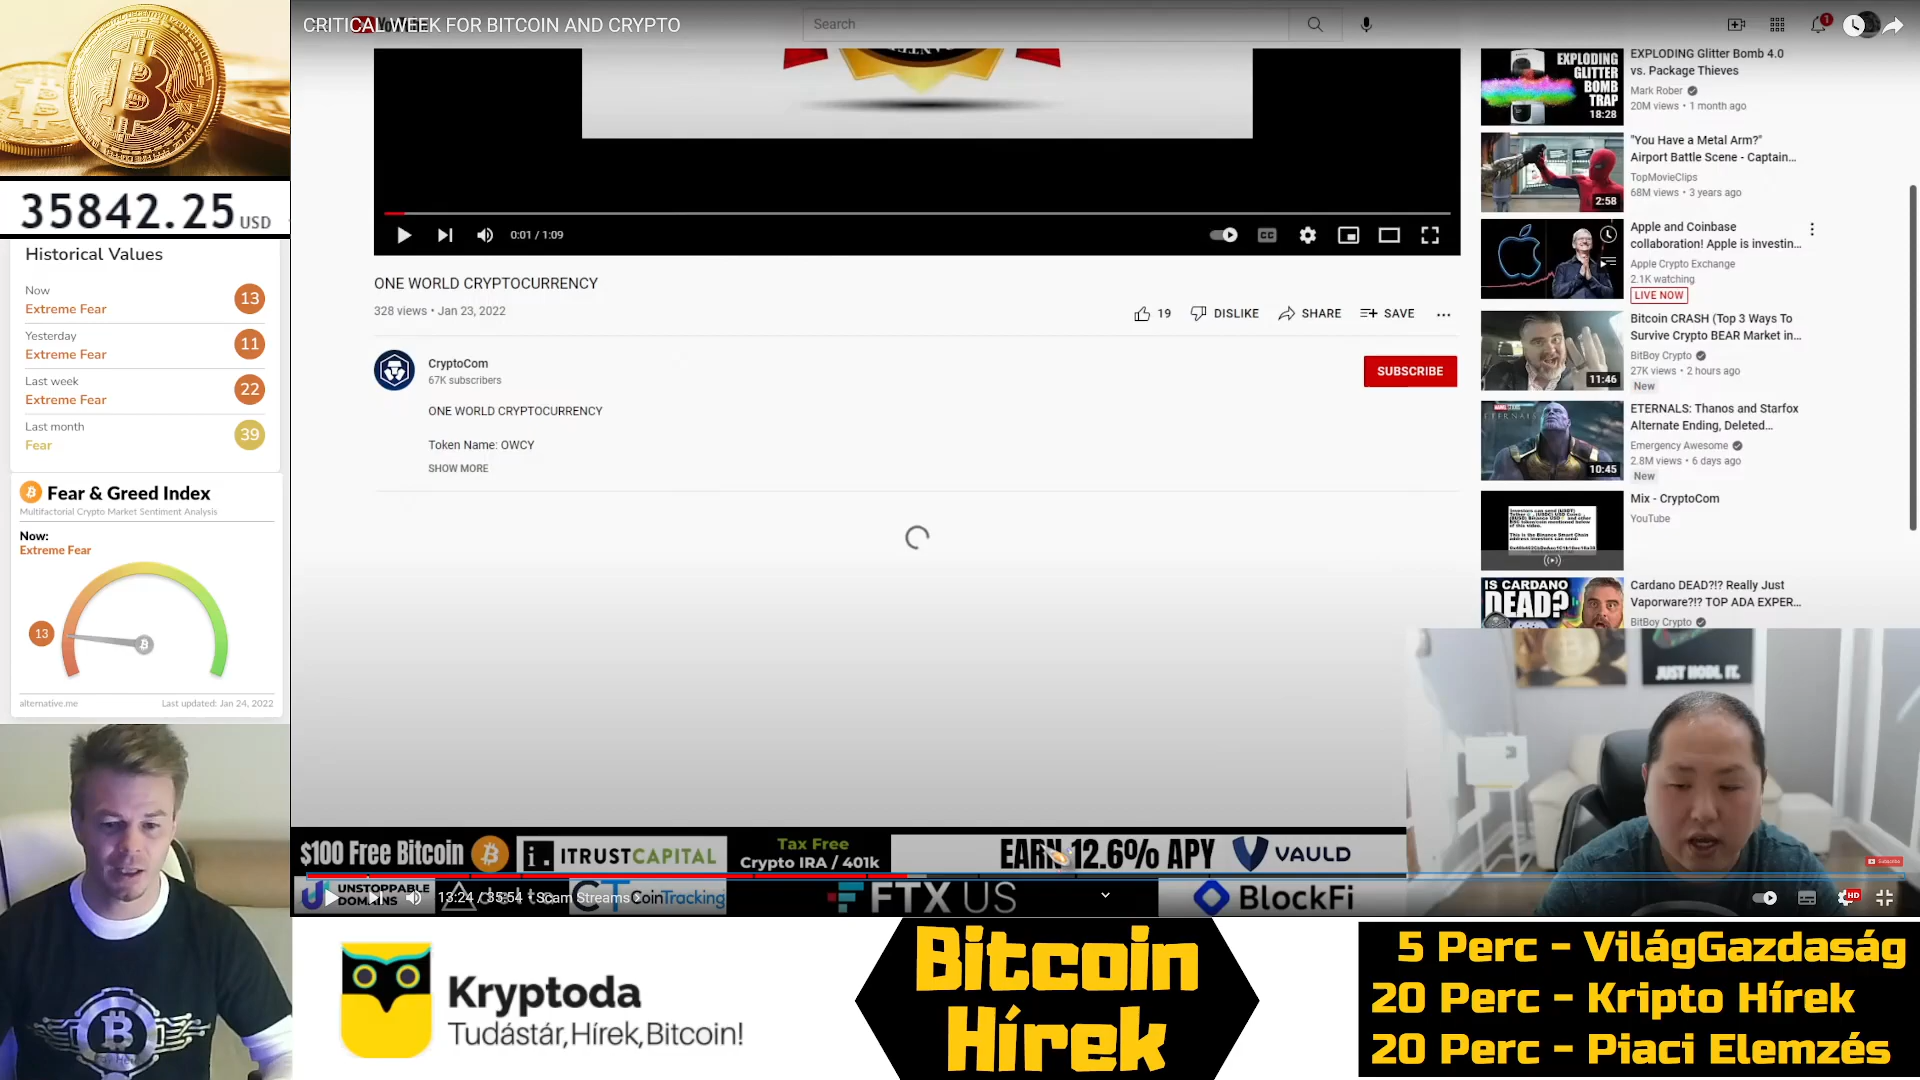 CRITICAL WEEK FOR BITCOIN AND CRYPTO
Search
1
35842.25 USD
Historical Values
Now
Extreme Fear
13
Yesterday
Extreme Fear
11
Last week
Extreme Fear
22
Last month
Fear
39
Fear & Greed Index
Multifactorial Crypto Market Sentiment Analysis
Now:
Extreme Fear
13
alternative.me
Last updated: Jan 24, 2022
0:01 / 1:09
CC
ONE WORLD CRYPTOCURRENCY
328 views • Jan 23, 2022
19
DISLIKE
SHARE
SAVE
CryptoCom
67K subscribers
SUBSCRIBE
ONE WORLD CRYPTOCURRENCY
Token Name: OWCY
SHOW MORE
EXPLODING
GLITTER
BOMB
TRAP
18:28
EXPLODING Glitter Bomb 4.0
vs. Package Thieves
Mark Rober
20M views • 1 month ago
2:58
"You Have a Metal Arm?"
Airport Battle Scene - Captain...
TopMovieClips
68M views • 3 years ago
Apple and Coinbase
collaboration! Apple is investin...
Apple Crypto Exchange
2.1K watching
LIVE NOW
11:46
Bitcoin CRASH (Top 3 Ways To
Survive Crypto BEAR Market in...
BitBoy Crypto
27K views • 2 hours ago
New
ETERNALS
10:45
ETERNALS: Thanos and Starfox
Alternate Ending, Deleted...
Emergency Awesome
2.8M views • 6 days ago
New
Mix - CryptoCom
YouTube
IS CARDANO
DEAD?
Cardano DEAD?!? Really Just
Vaporware?!? TOP ADA EXPER...
BitBoy Crypto
JUST HODL IT.
Subscribe
$100 Free Bitcoin
iTRUSTCAPITAL
Tax Free
Crypto IRA / 401k
EARN 12.6% APY
VAULD
UNSTOPPABLE
DOMAINS
13:24 / 35:54 • Scam Streams
CT CoinTracking
FTX US
BlockFi
HD
Kryptoda
Tudástár,Hírek,Bitcoin!
Bitcoin
Hírek
5 Perc - VilágGazdaság
20 Perc - Kripto Hírek
20 Perc - Piaci Elemzés